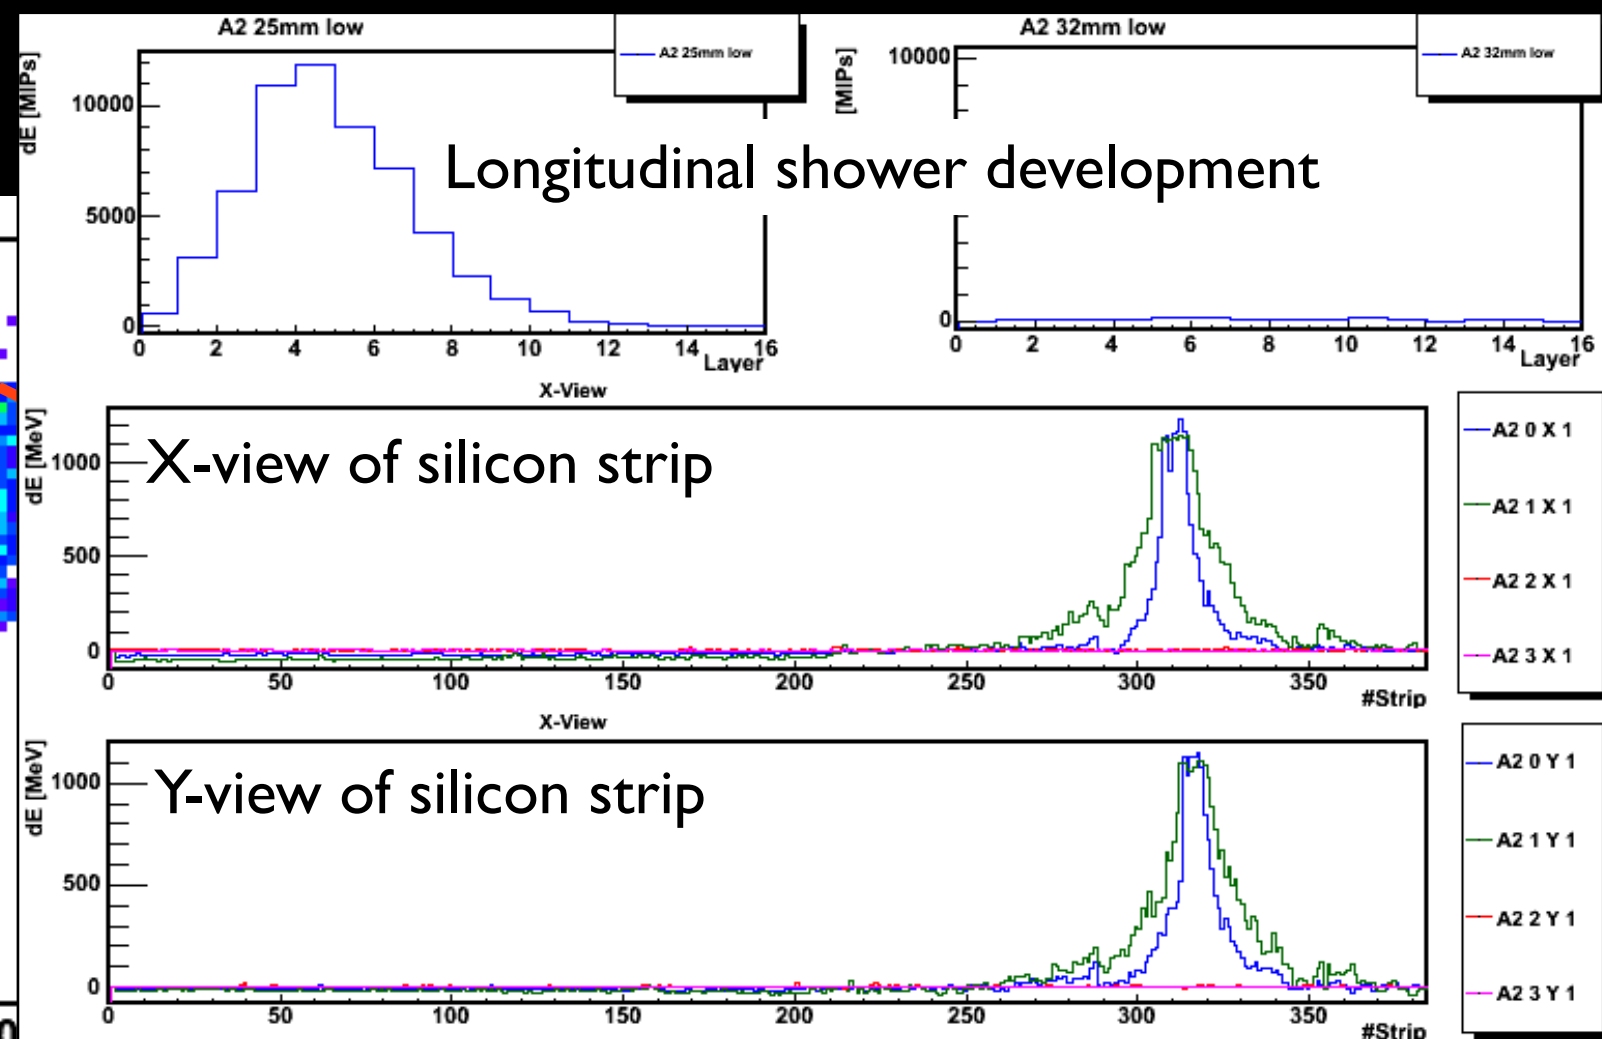 A2 25mm low
A2 25mm low
dE [MIPs]
10000
5000
0
0 2 4 6 8 10 12 14 16
Layer
A2 32mm low
A2 32mm low
[MIPs]
10000
0
0 2 4 6 8 10 12 14 16
Layer
Longitudinal shower development
X-View
X-view of silicon strip
dE [MeV]
1000
500
0
0 50 100 150 200 250 300 350
#Strip
A2 0 X 1
A2 1 X 1
A2 2 X 1
A2 3 X 1
X-View
Y-view of silicon strip
dE [MeV]
1000
500
0
0 50 100 150 200 250 300 350
#Strip
A2 0 Y 1
A2 1 Y 1
A2 2 Y 1
A2 3 Y 1